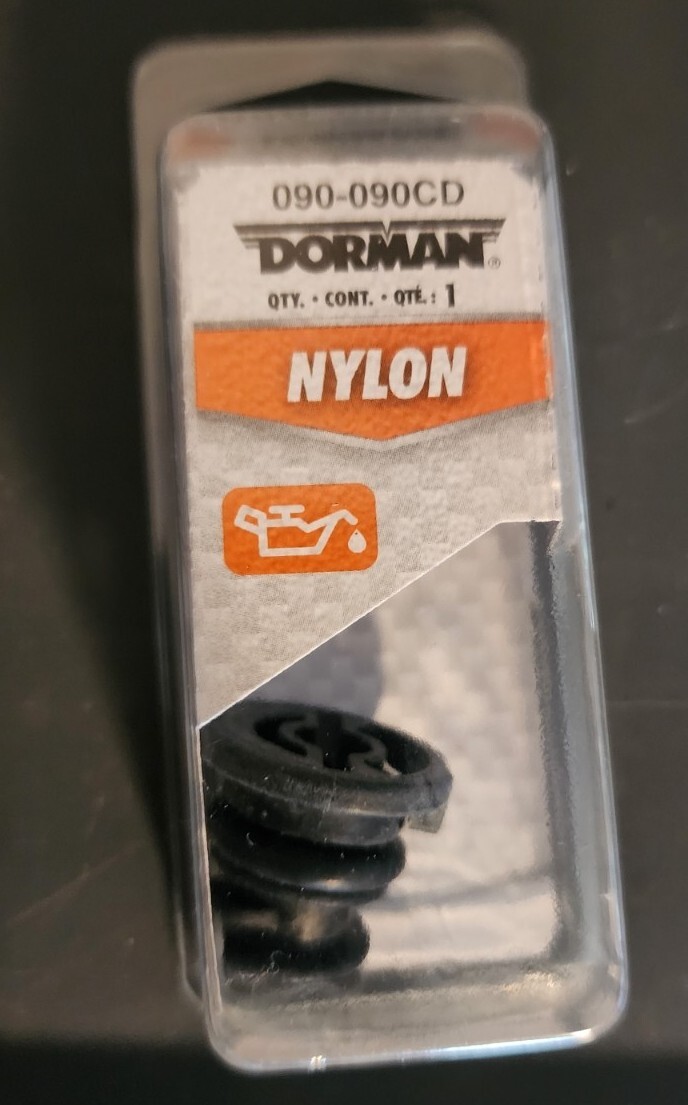 090-090CD
DORMAN®
QTY. • CONT. • QTÉ.: 1
NYLON